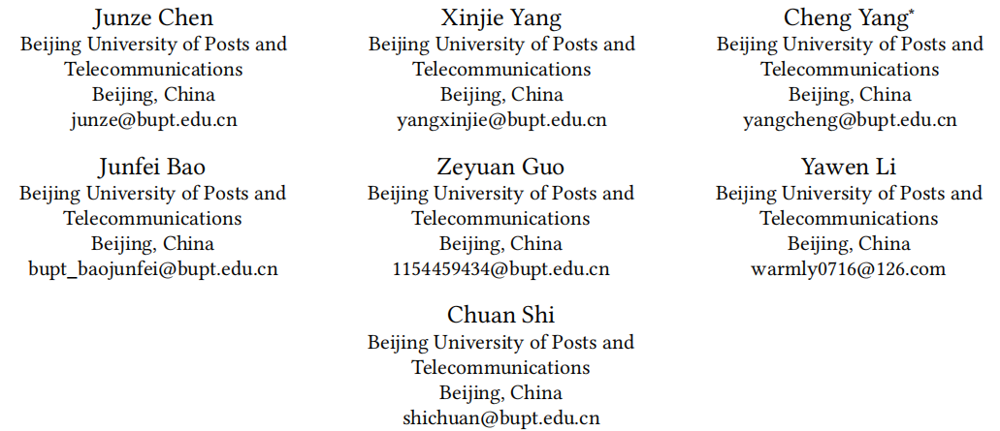 Junze Chen
Beijing University of Posts and
Telecommunications
Beijing, China
junze@bupt.edu.cn
Xinjie Yang
Beijing University of Posts and
Telecommunications
Beijing, China
yangxinjie@bupt.edu.cn
Cheng Yang*
Beijing University of Posts and
Telecommunications
Beijing, China
yangcheng@bupt.edu.cn
Junfei Bao
Beijing University of Posts and
Telecommunications
Beijing, China
bupt_baojunfei@bupt.edu.cn
Zeyuan Guo
Beijing University of Posts and
Telecommunications
Beijing, China
1154459434@bupt.edu.cn
Yawen Li
Beijing University of Posts and
Telecommunications
Beijing, China
warmly0716@126.com
Chuan Shi
Beijing University of Posts and
Telecommunications
Beijing, China
shichuan@bupt.edu.cn